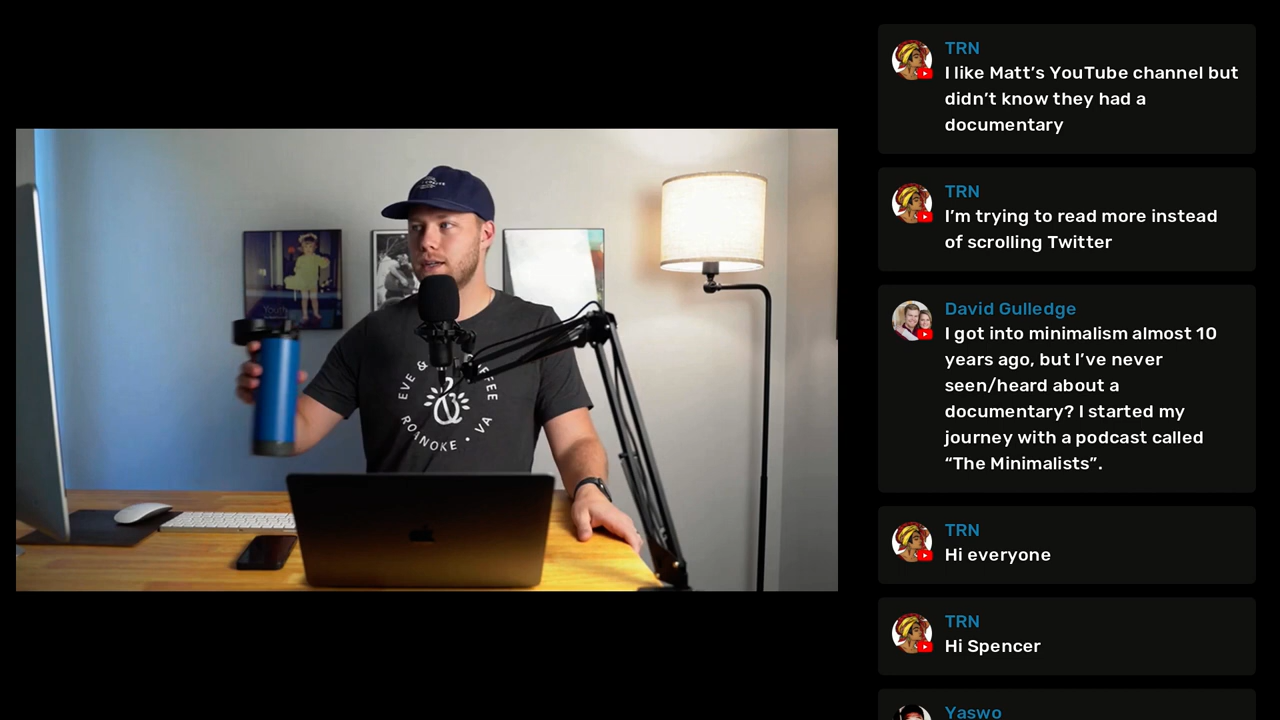 TRN
I like Matt’s YouTube channel but
didn’t know they had a
documentary
TRN
I’m trying to read more instead
of scrolling Twitter
David Gulledge
I got into minimalism almost 10
years ago, but I’ve never
seen/heard about a
documentary? I started my
journey with a podcast called
“The Minimalists”.
TRN
Hi everyone
TRN
Hi Spencer
Yaswo
Youth
EVE &
ROANOKE • VA